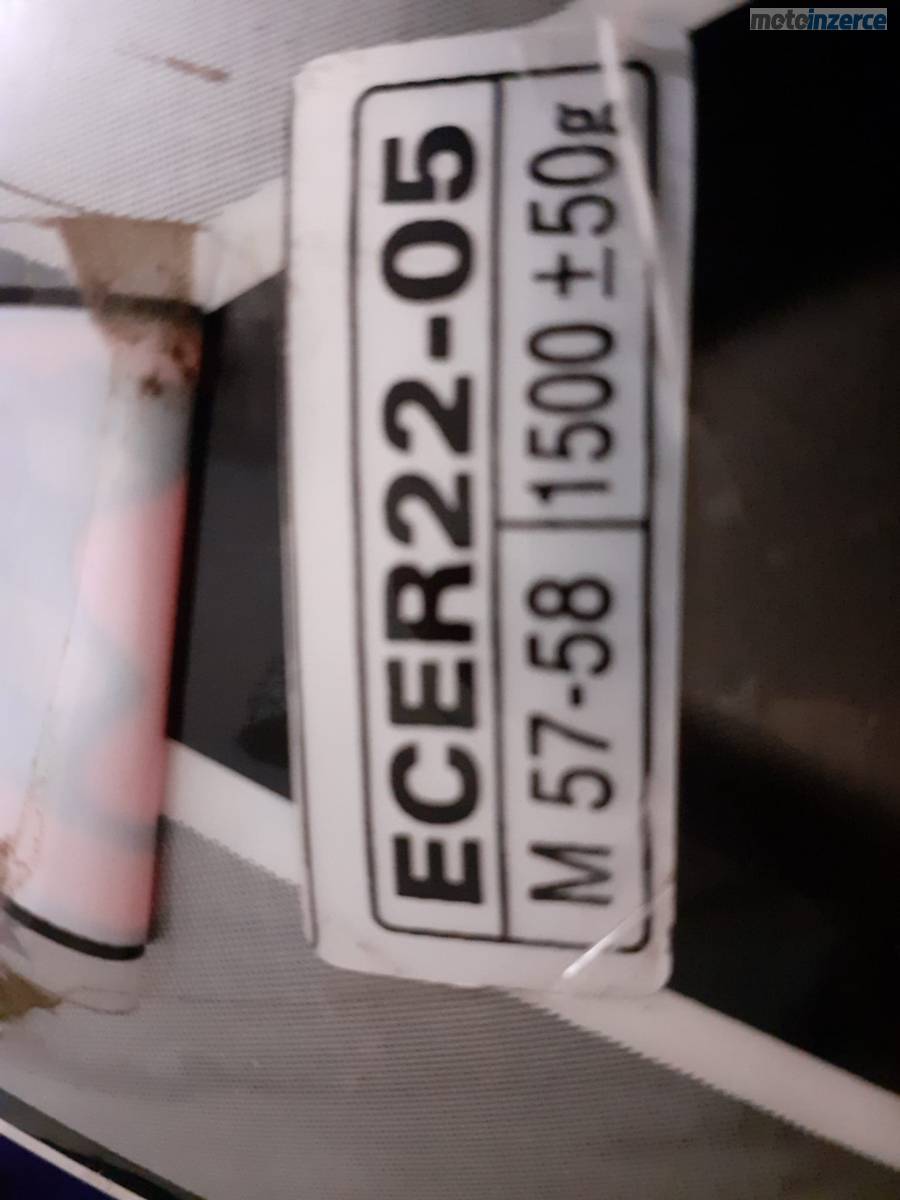 motoinzerce
ECER22-05
M 57-58 1500 ±50g